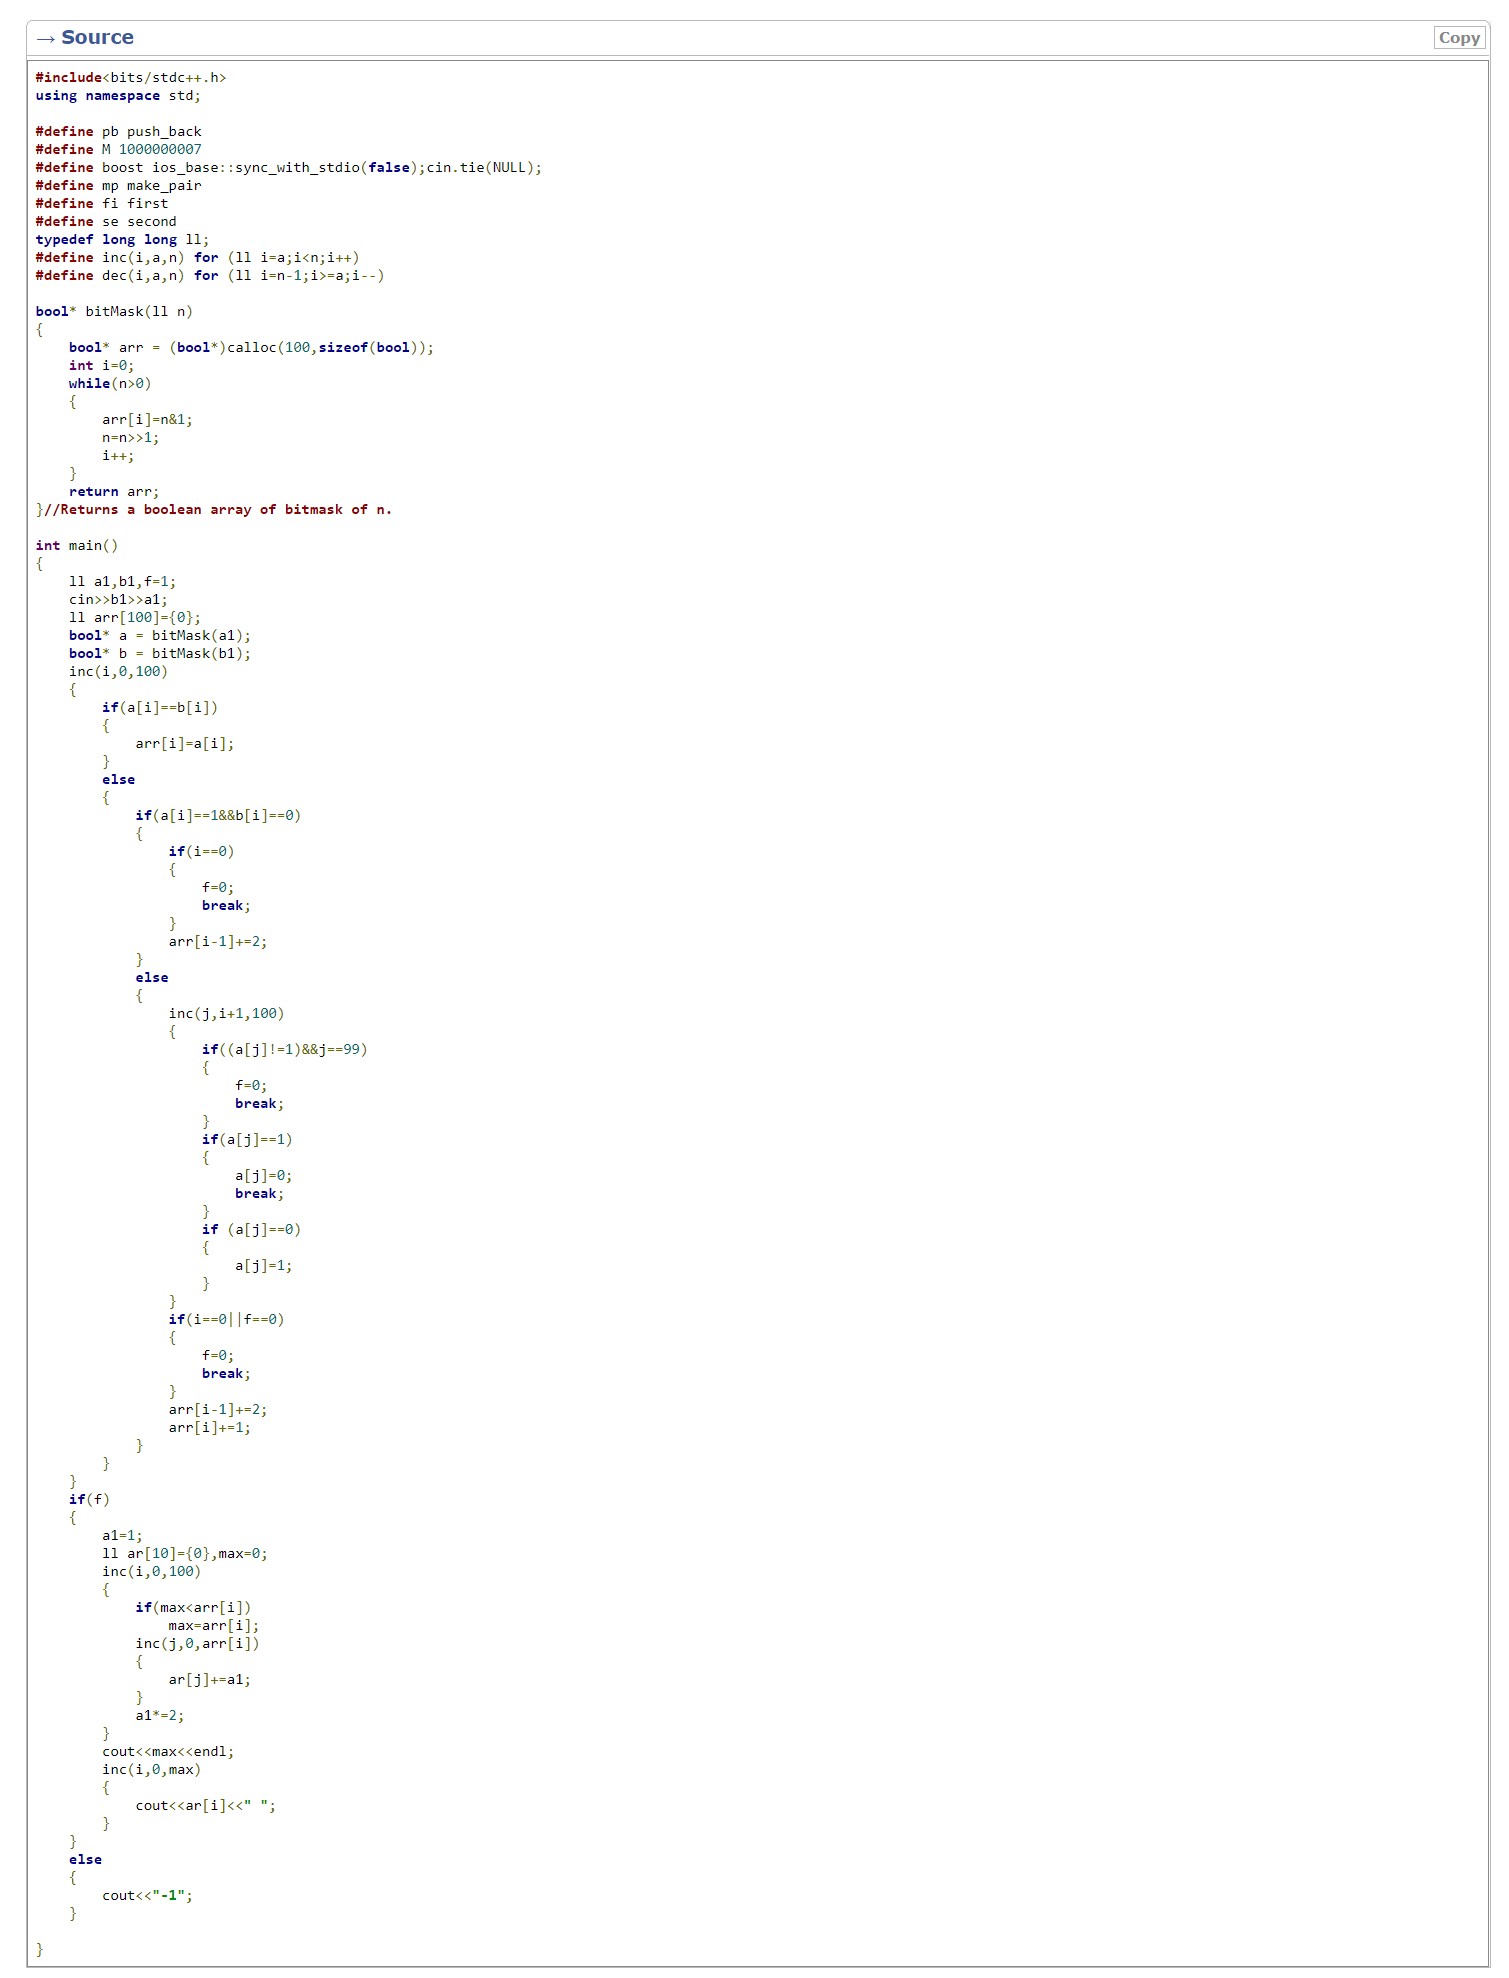 → Source
Copy
#include<bits/stdc++.h>
using namespace std;

#define pb push_back
#define M 1000000007
#define boost ios_base::sync_with_stdio(false);cin.tie(NULL);
#define mp make_pair
#define fi first
#define se second
typedef long long ll;
#define inc(i,a,n) for (ll i=a;i<n;i++)
#define dec(i,a,n) for (ll i=n-1;i>=a;i--)

bool* bitMask(ll n)
{
    bool* arr = (bool*)calloc(100,sizeof(bool));
    int i=0;
    while(n>0)
    {
        arr[i]=n&1;
        n=n>>1;
        i++;
    }
    return arr;
}//Returns a boolean array of bitmask of n.

int main()
{
    ll a1,b1,f=1;
    cin>>b1>>a1;
    ll arr[100]={0};
    bool* a = bitMask(a1);
    bool* b = bitMask(b1);
    inc(i,0,100)
    {
        if(a[i]==b[i])
        {
            arr[i]=a[i];
        }
        else
        {
            if(a[i]==1&&b[i]==0)
            {
                if(i==0)
                {
                    f=0;
                    break;
                }
                arr[i-1]+=2;
            }
            else
            {
                inc(j,i+1,100)
                {
                    if((a[j]!=1)&&j==99)
                    {
                        f=0;
                        break;
                    }
                    if(a[j]==1)
                    {
                        a[j]=0;
                        break;
                    }
                    if (a[j]==0)
                    {
                        a[j]=1;
                    }
                }
                if(i==0||f==0)
                {
                    f=0;
                    break;
                }
                arr[i-1]+=2;
                arr[i]+=1;
            }
        }
    }
    if(f)
    {
        a1=1;
        ll ar[10]={0},max=0;
        inc(i,0,100)
        {
            if(max<arr[i])
                max=arr[i];
            inc(j,0,arr[i])
            {
                ar[j]+=a1;
            }
            a1*=2;
        }
        cout<<max<<endl;
        inc(i,0,max)
        {
            cout<<ar[i]<<" ";
        }
    }
    else
    {
        cout<<"-1";
    }

}